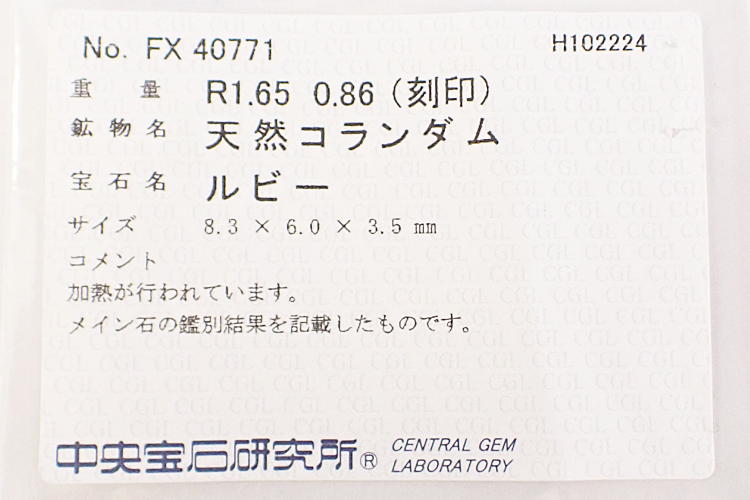 No. FX 40771 H102224
重量 R1.65 0.86 (刻印)
鉱物名 天然コランダム
宝石名 ルビー
サイズ 8.3 × 6.0 × 3.5 mm
コメント
加熱が行われています。
メイン石の鑑別結果を記載したものです。
中央宝石研究所® CENTRAL GEM
LABORATORY